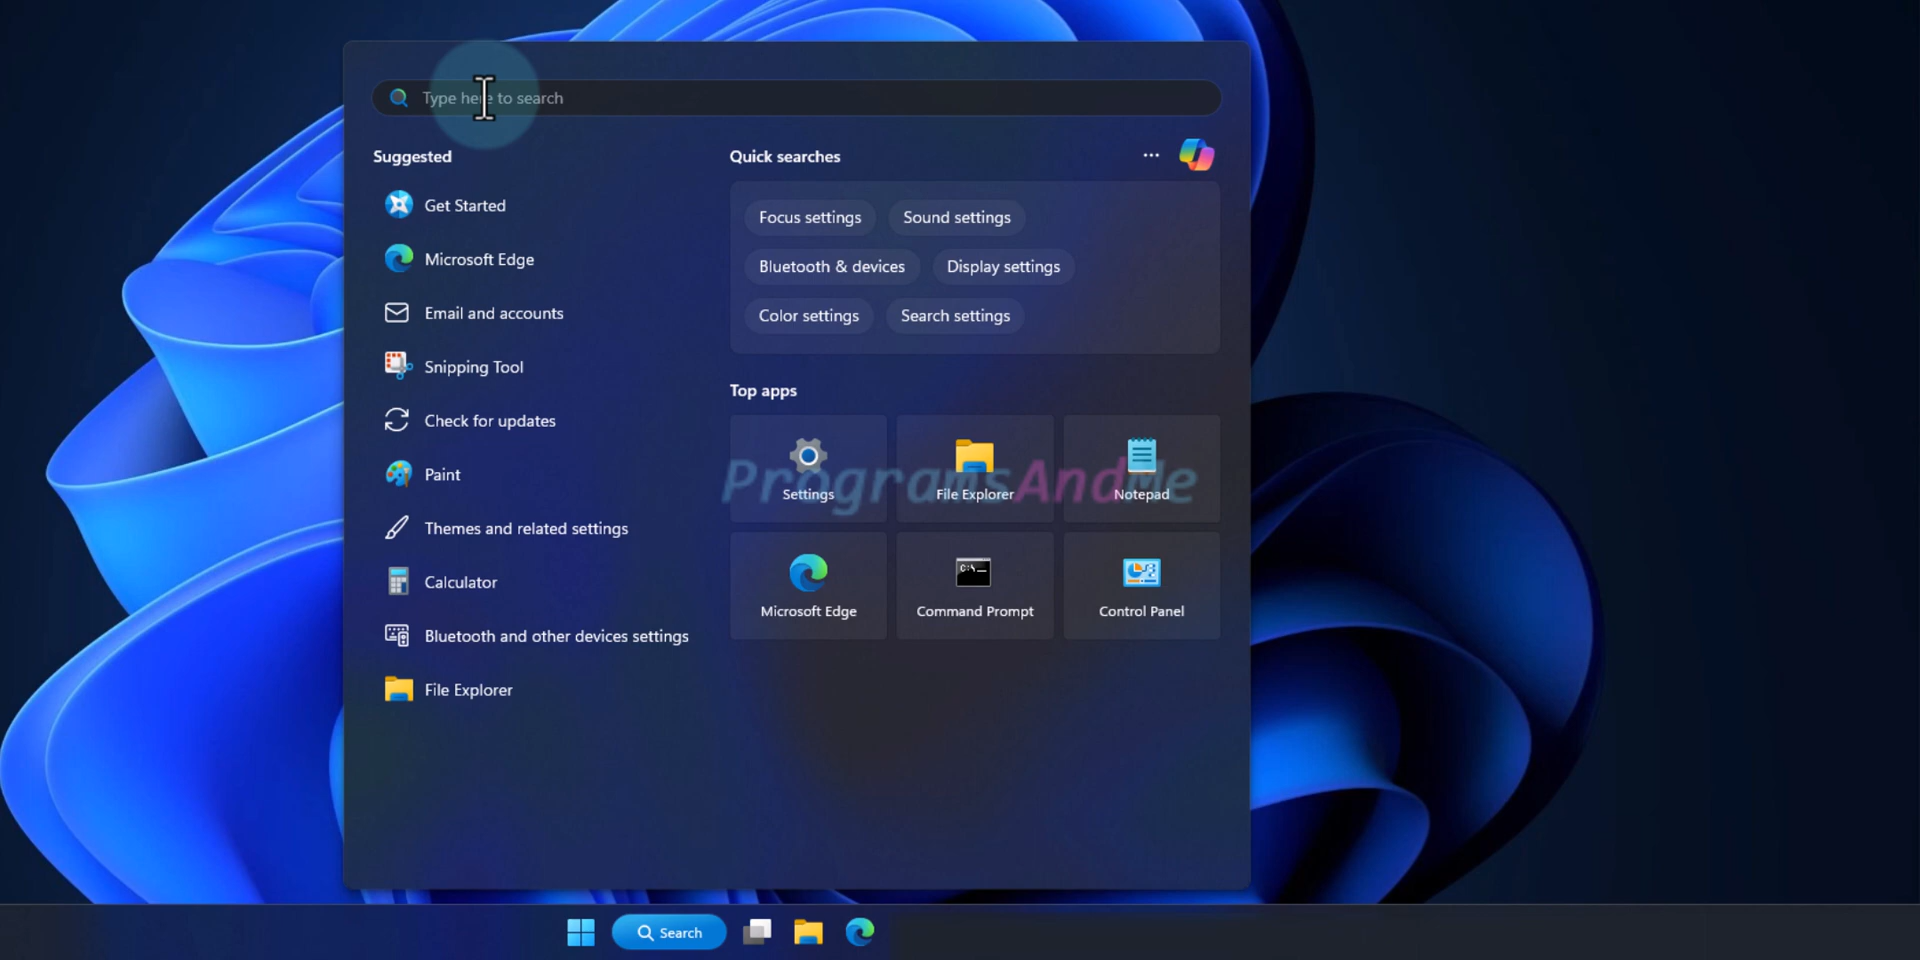 Type here to search
Suggested
Get Started
Microsoft Edge
Email and accounts
Snipping Tool
Check for updates
Paint
Themes and related settings
Calculator
Bluetooth and other devices settings
File Explorer
Quick searches
Focus settings
Sound settings
Bluetooth & devices
Display settings
Color settings
Search settings
Top apps
Settings
File Explorer
Notepad
ProgramsAndMe
Microsoft Edge
Command Prompt
Control Panel
Search